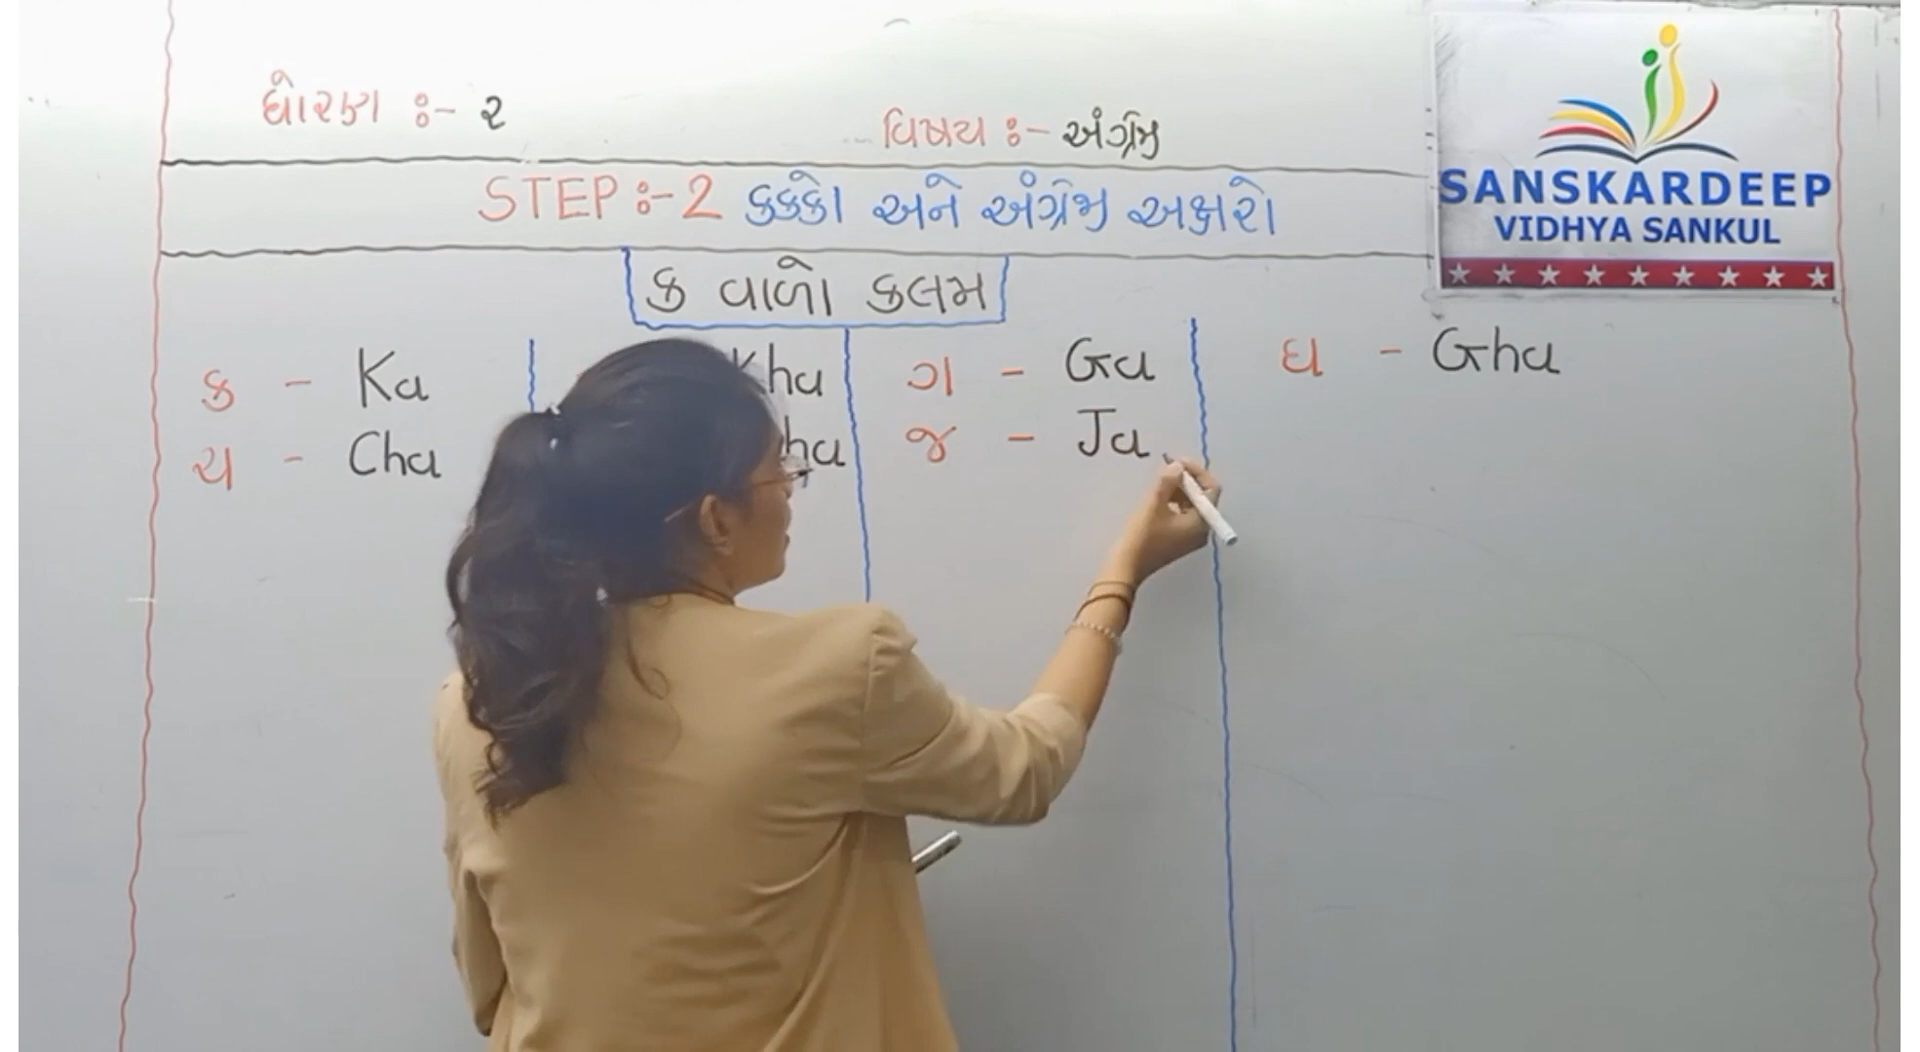 ધોરણ :- ૨
વિષય :- અંગ્રેજી
STEP :- 2 કક્કો અને અંગ્રેજી અક્ષરો
SANSKARDEEP
VIDHYA SANKUL
ક વાળો કલમ
ક - Ka
Kha
ગ - Ga
ઘ - Gha
ચ - Cha
જ - Ja